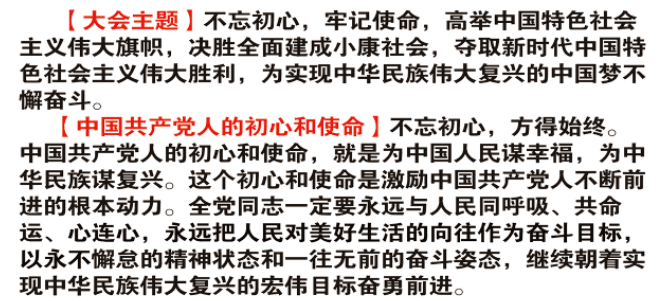 【大会主题】不忘初心，牢记使命，高举中国特色社会
主义伟大旗帜，决胜全面建成小康社会，夺取新时代中国特
色社会主义伟大胜利，为实现中华民族伟大复兴的中国梦不
懈奋斗。
【中国共产党人的初心和使命】不忘初心，方得始终。
中国共产党人的初心和使命，就是为中国人民谋幸福，为中
华民族谋复兴。这个初心和使命是激励中国共产党人不断前
进的根本动力。全党同志一定要永远与人民同呼吸、共命
运、心连心，永远把人民对美好生活的向往作为奋斗目标，
以永不懈怠的精神状态和一往无前的奋斗姿态，继续朝着实
现中华民族伟大复兴的宏伟目标奋勇前进。